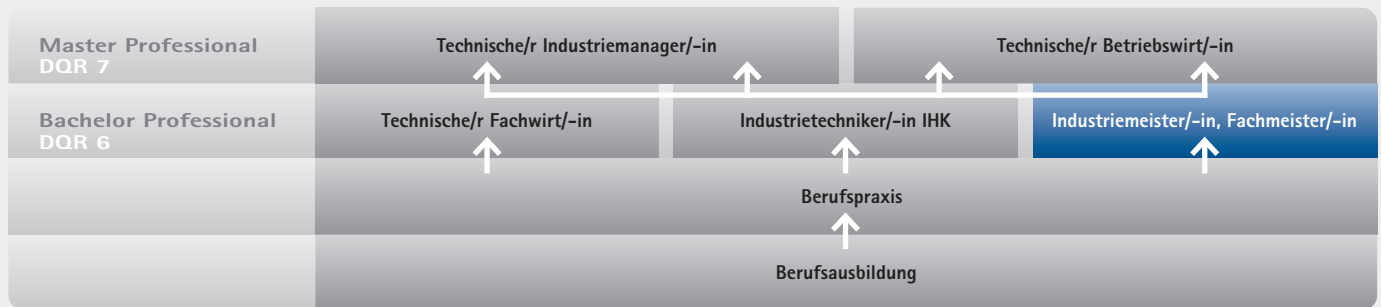 Master Professional
DQR 7
Technische/r Industriemanager/-in
Technische/r Betriebswirt/-in
Bachelor Professional
DQR 6
Technische/r Fachwirt/-in
Industrietechniker/-in IHK
Industriemeister/-in, Fachmeister/-in
Berufspraxis
Berufsausbildung